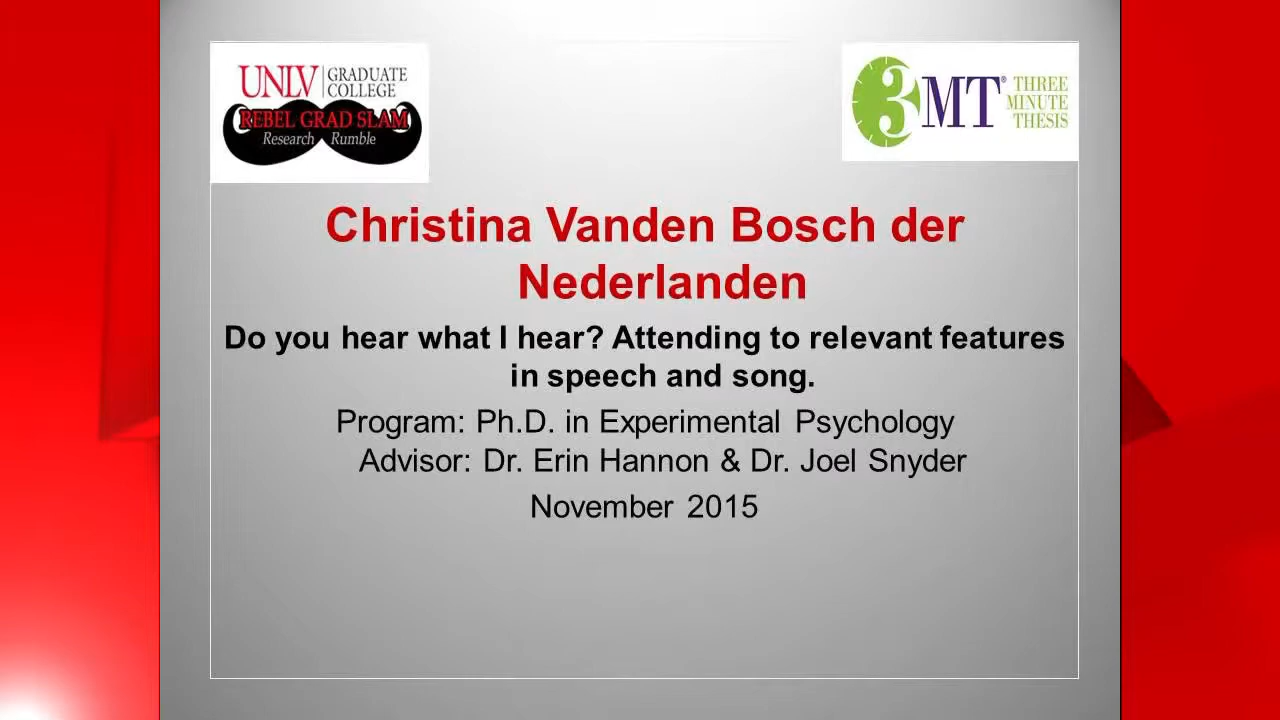 UNLV GRADUATE
COLLEGE
REBEL GRAD SLAM
Research Rumble
3MT® THREE
MINUTE
THESIS
Christina Vanden Bosch der
Nederlanden
Do you hear what I hear? Attending to relevant features
in speech and song.
Program: Ph.D. in Experimental Psychology
Advisor: Dr. Erin Hannon & Dr. Joel Snyder
November 2015